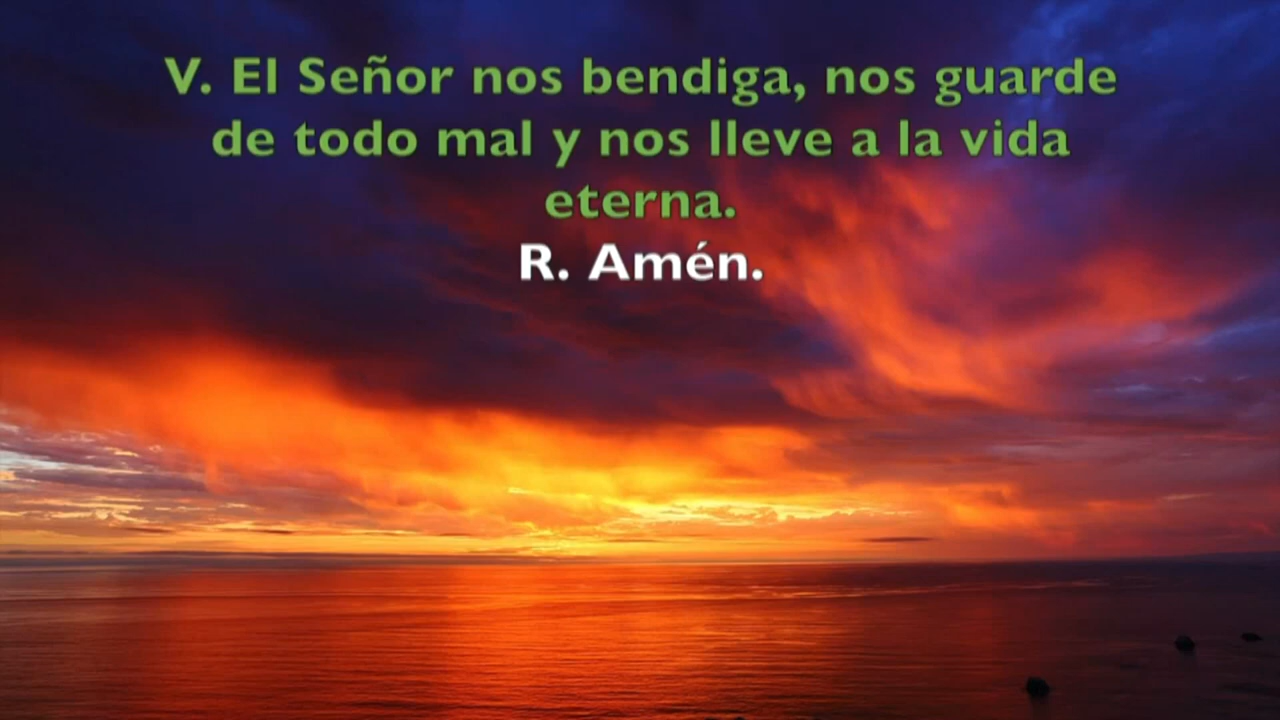 V. El Señor nos bendiga, nos guarde
de todo mal y nos lleve a la vida
eterna.
R. Amén.